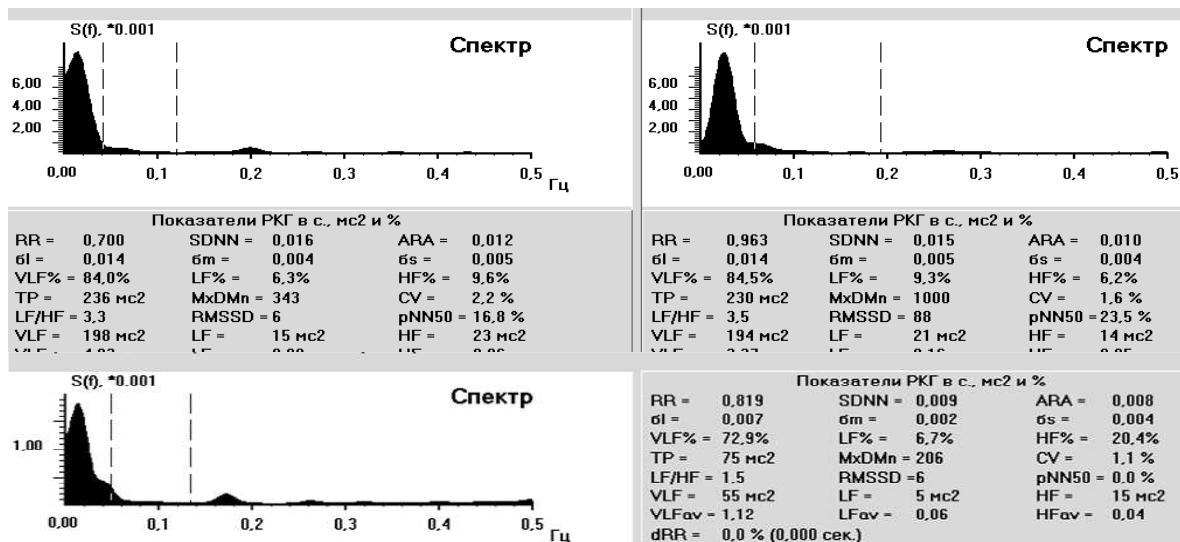 S(f), *0.001
Спектр
6,00
4,00
2,00
0,00 0,1 0,2 0,3 0,4 0,5
Гц
Показатели РКГ в с., мс2 и %
RR = 0,700 SDNN = 0,016 ARA = 0,012
бl = 0,014 бm = 0,004 бs = 0,005
VLF% = 84,0% LF% = 6,3% HF% = 9,6%
TP = 236 мс2 MxDMn = 343 CV = 2,2 %
LF/HF = 3,3 RMSSD = 6 pNN50 = 16,8 %
VLF = 198 мс2 LF = 15 мс2 HF = 23 мс2
S(f), *0.001
Спектр
6,00
4,00
2,00
0,00 0,1 0,2 0,3 0,4 0,5
Гц
Показатели РКГ в с., мс2 и %
RR = 0,963 SDNN = 0,015 ARA = 0,010
бl = 0,014 бm = 0,005 бs = 0,004
VLF% = 84,5% LF% = 9,3% HF% = 6,2%
TP = 230 мс2 MxDMn = 1000 CV = 1,6 %
LF/HF = 3,5 RMSSD = 88 pNN50 = 23,5 %
VLF = 194 мс2 LF = 21 мс2 HF = 14 мс2
S(f), *0.001
Спектр
1,00
0,00 0,1 0,2 0,3 0,4 0,5
Гц
Показатели РКГ в с., мс2 и %
RR = 0,819 SDNN = 0,009 ARA = 0,008
бl = 0,007 бm = 0,002 бs = 0,004
VLF% = 72,9% LF% = 6,7% HF% = 20,4%
TP = 75 мс2 MxDMn = 206 CV = 1,1 %
LF/HF = 1,5 RMSSD =6 pNN50 = 0,0 %
VLF = 55 мс2 LF = 5 мс2 HF = 15 мс2
VLFav = 1,12 LFav = 0,06 HFav = 0,04
dRR = 0,0 % (0,000 сек.)